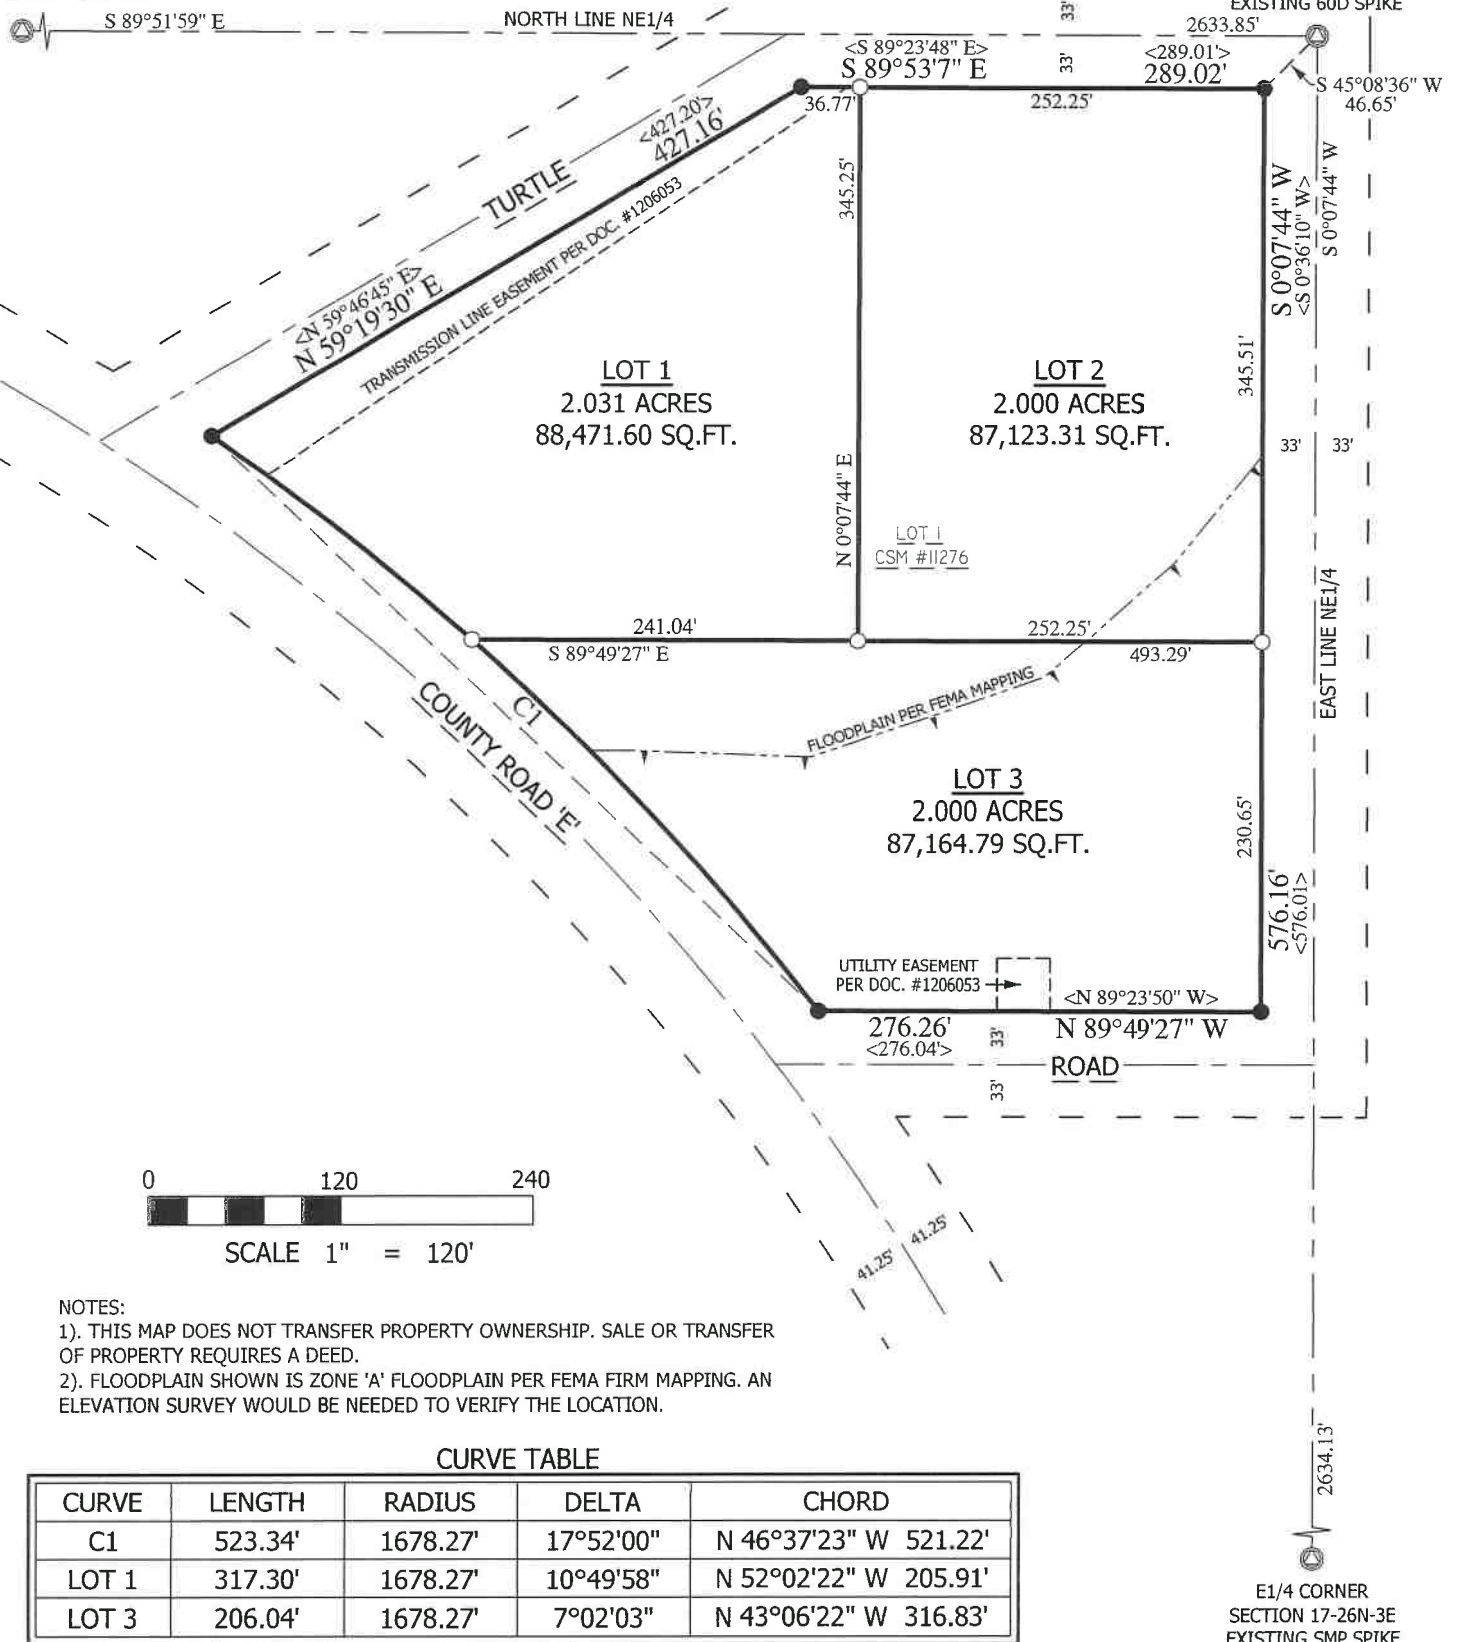 EXISTING 60D SPIKE
S 89°51'59" E
NORTH LINE NE1/4
33'
2633.85'
<S 89°23'48" E>
S 89°53'7" E
33'
<289.01'>
289.02'
S 45°08'36" W
46.65'
36.77'
252.25'
<427.20'>
427.16'
TURTLE
TRANSMISSION LINE EASEMENT PER DOC. #1206053
<N 59°46'45" E>
N 59°19'30" E
345.25'
N 0°07'44" E
S 0°07'44" W
<S 0°36'10" W>
S 0°07'44" W
345.51'
LOT 1
2.031 ACRES
88,471.60 SQ.FT.
LOT 2
2.000 ACRES
87,123.31 SQ.FT.
33'
33'
LOT 1
CSM #11276
241.04'
S 89°49'27" E
252.25'
493.29'
EAST LINE NE1/4
C1
COUNTY ROAD 'E'
FLOODPLAIN PER FEMA MAPPING
LOT 3
2.000 ACRES
87,164.79 SQ.FT.
230.65'
576.16'
<576.01>
UTILITY EASEMENT
PER DOC. #1206053
<N 89°23'50" W>
276.26'
<276.04'>
33'
N 89°49'27" W
ROAD
33'
0 120 240
SCALE 1" = 120'
41.25'
41.25'
NOTES:
1). THIS MAP DOES NOT TRANSFER PROPERTY OWNERSHIP. SALE OR TRANSFER
OF PROPERTY REQUIRES A DEED.
2). FLOODPLAIN SHOWN IS ZONE 'A' FLOODPLAIN PER FEMA FIRM MAPPING. AN
ELEVATION SURVEY WOULD BE NEEDED TO VERIFY THE LOCATION.
2634.13'
CURVE TABLE
CURVE LENGTH RADIUS DELTA CHORD
C1 523.34' 1678.27' 17°52'00" N 46°37'23" W 521.22'
LOT 1 317.30' 1678.27' 10°49'58" N 52°02'22" W 205.91'
LOT 3 206.04' 1678.27' 7°02'03" N 43°06'22" W 316.83'
E1/4 CORNER
SECTION 17-26N-3E
EXISTING SMP SPIKE